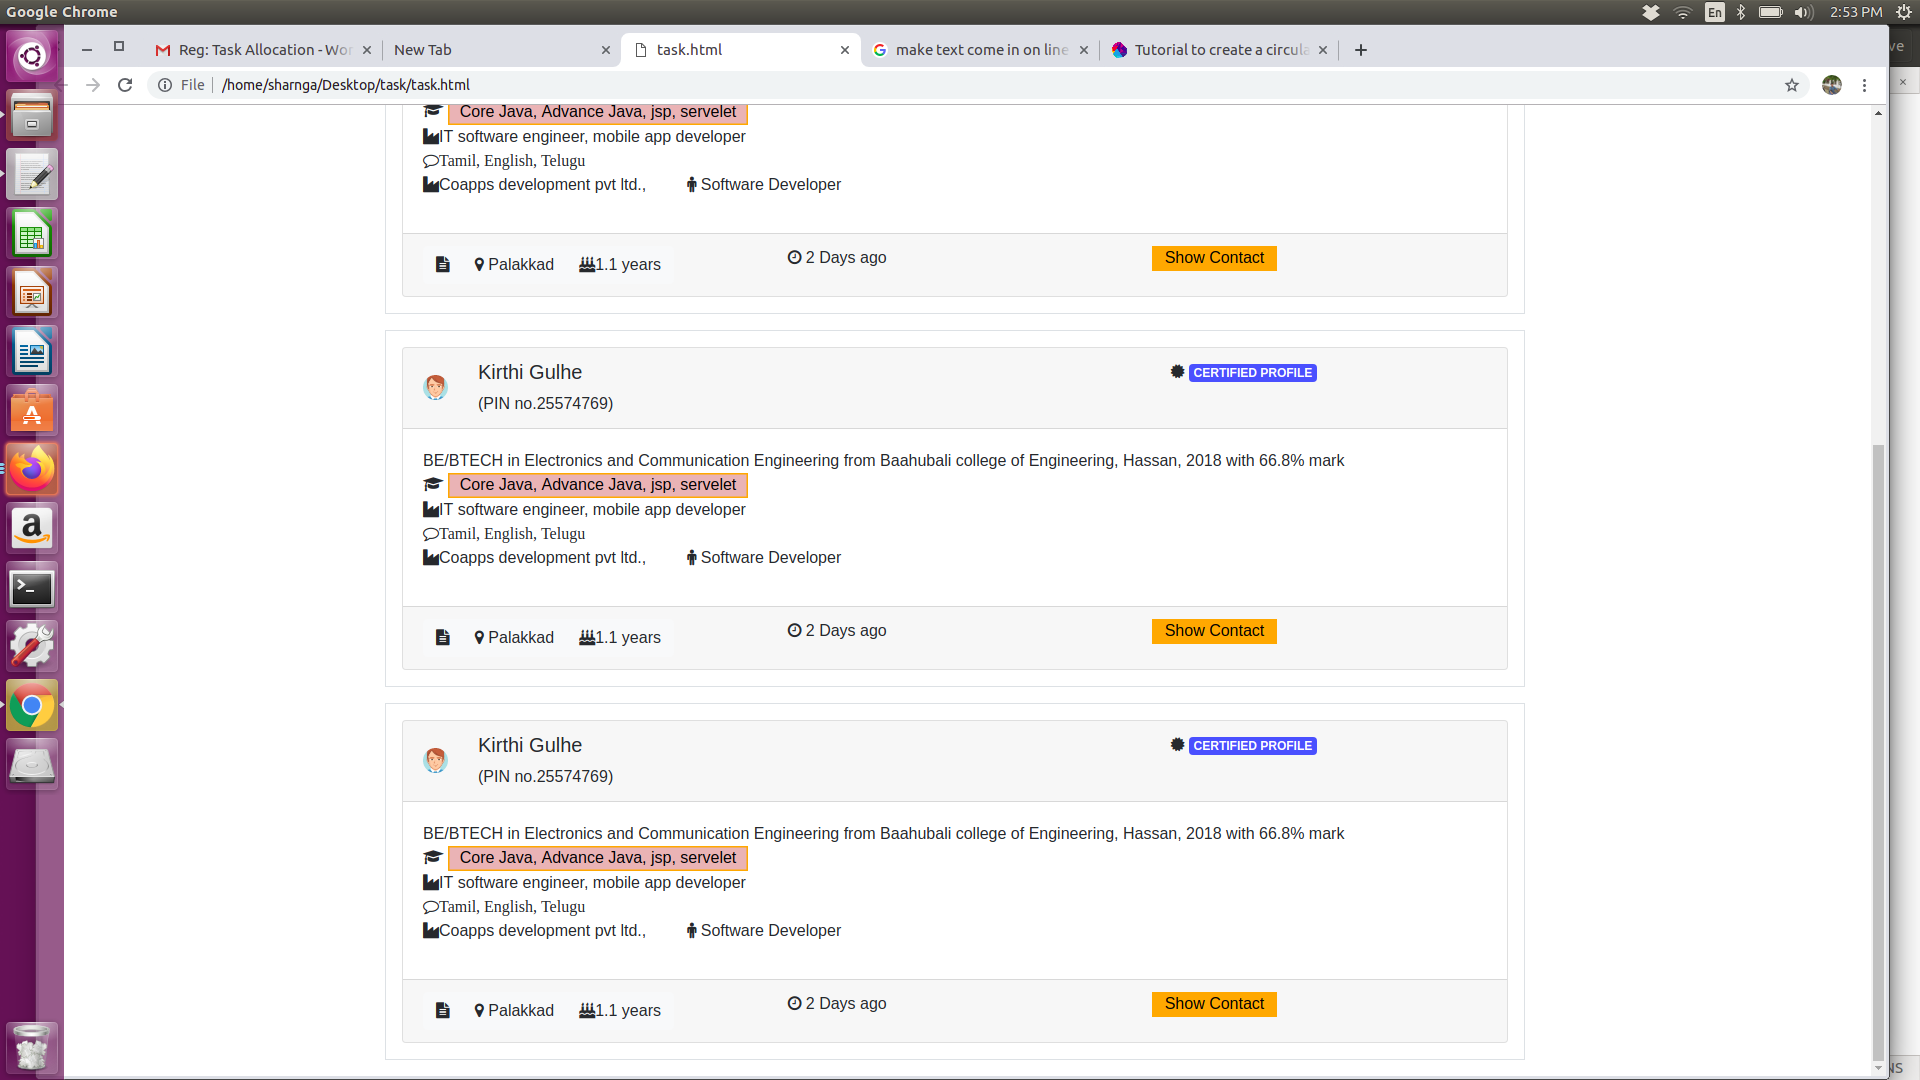 Google Chrome
En
2:53 PM
Reg: Task Allocation - Wor
New Tab
task.html
make text come in on line
Tutorial to create a circula
ve
File
/home/sharnga/Desktop/task/task.html
Core Java, Advance Java, jsp, servelet
IT software engineer, mobile app developer
Tamil, English, Telugu
Coapps development pvt ltd., Software Developer
Palakkad 1.1 years 2 Days ago Show Contact
Kirthi Gulhe CERTIFIED PROFILE
(PIN no.25574769)
BE/BTECH in Electronics and Communication Engineering from Baahubali college of Engineering, Hassan, 2018 with 66.8% mark
Core Java, Advance Java, jsp, servelet
IT software engineer, mobile app developer
Tamil, English, Telugu
Coapps development pvt ltd., Software Developer
Palakkad 1.1 years 2 Days ago Show Contact
Kirthi Gulhe CERTIFIED PROFILE
(PIN no.25574769)
BE/BTECH in Electronics and Communication Engineering from Baahubali college of Engineering, Hassan, 2018 with 66.8% mark
Core Java, Advance Java, jsp, servelet
IT software engineer, mobile app developer
Tamil, English, Telugu
Coapps development pvt ltd., Software Developer
Palakkad 1.1 years 2 Days ago Show Contact
NS